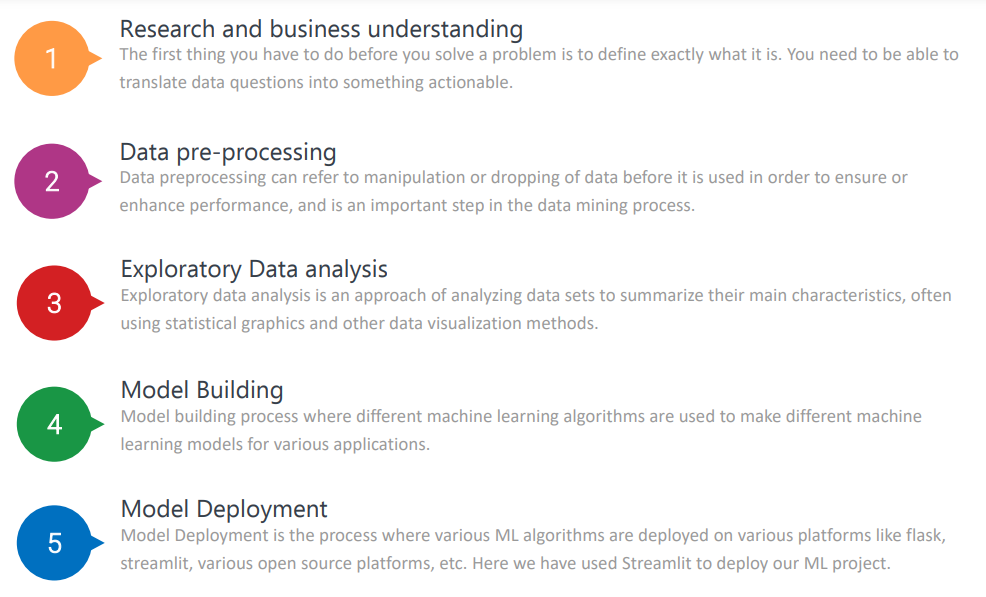 1
Research and business understanding
The first thing you have to do before you solve a problem is to define exactly what it is. You need to be able to
translate data questions into something actionable.
2
Data pre-processing
Data preprocessing can refer to manipulation or dropping of data before it is used in order to ensure or
enhance performance, and is an important step in the data mining process.
3
Exploratory Data analysis
Exploratory data analysis is an approach of analyzing data sets to summarize their main characteristics, often
using statistical graphics and other data visualization methods.
4
Model Building
Model building process where different machine learning algorithms are used to make different machine
learning models for various applications.
5
Model Deployment
Model Deployment is the process where various ML algorithms are deployed on various platforms like flask,
streamlit, various open source platforms, etc. Here we have used Streamlit to deploy our ML project.